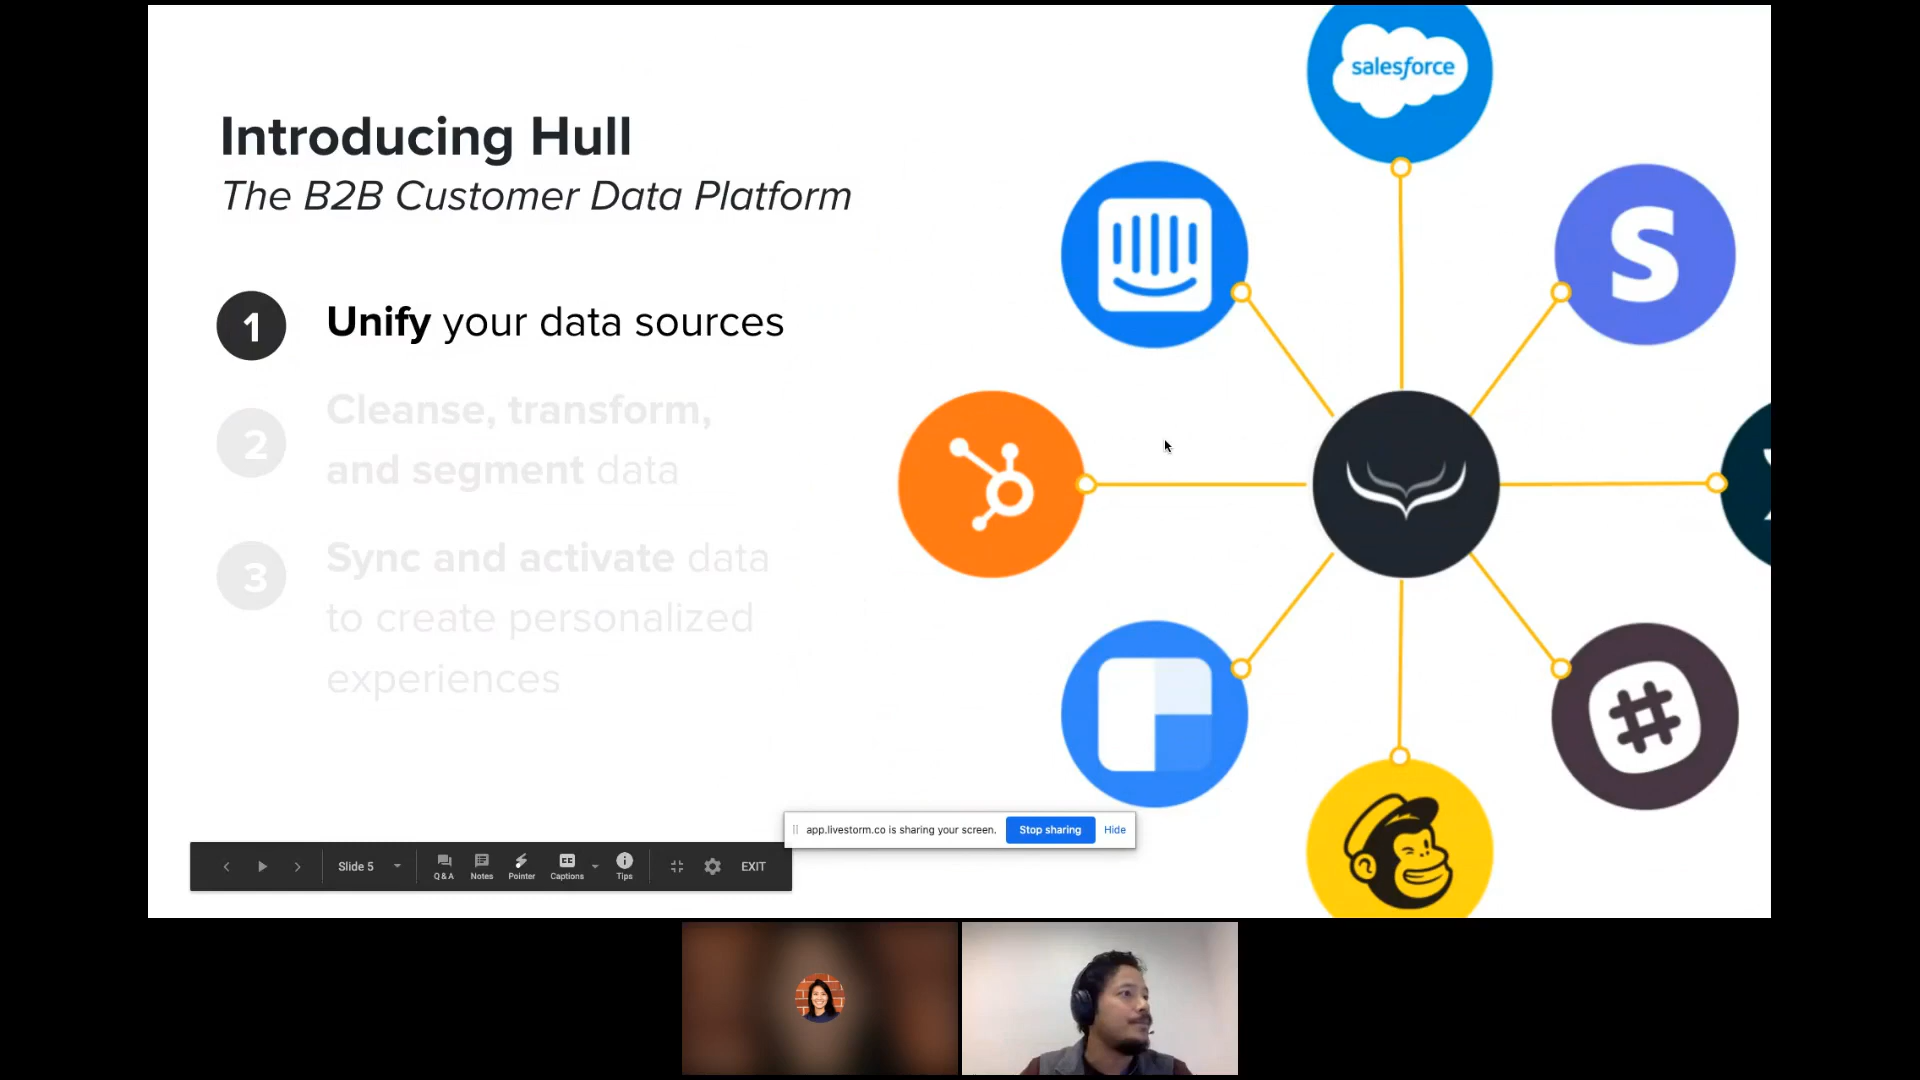 salesforce
Introducing Hull
The B2B Customer Data Platform
S
1
Unify your data sources
2
Cleanse, transform,
and segment data
3
Sync and activate data
to create personalized
experiences
app.livestorm.co is sharing your screen. Stop sharing Hide
Slide 5
Q&A Notes Pointer CC Captions Tips EXIT